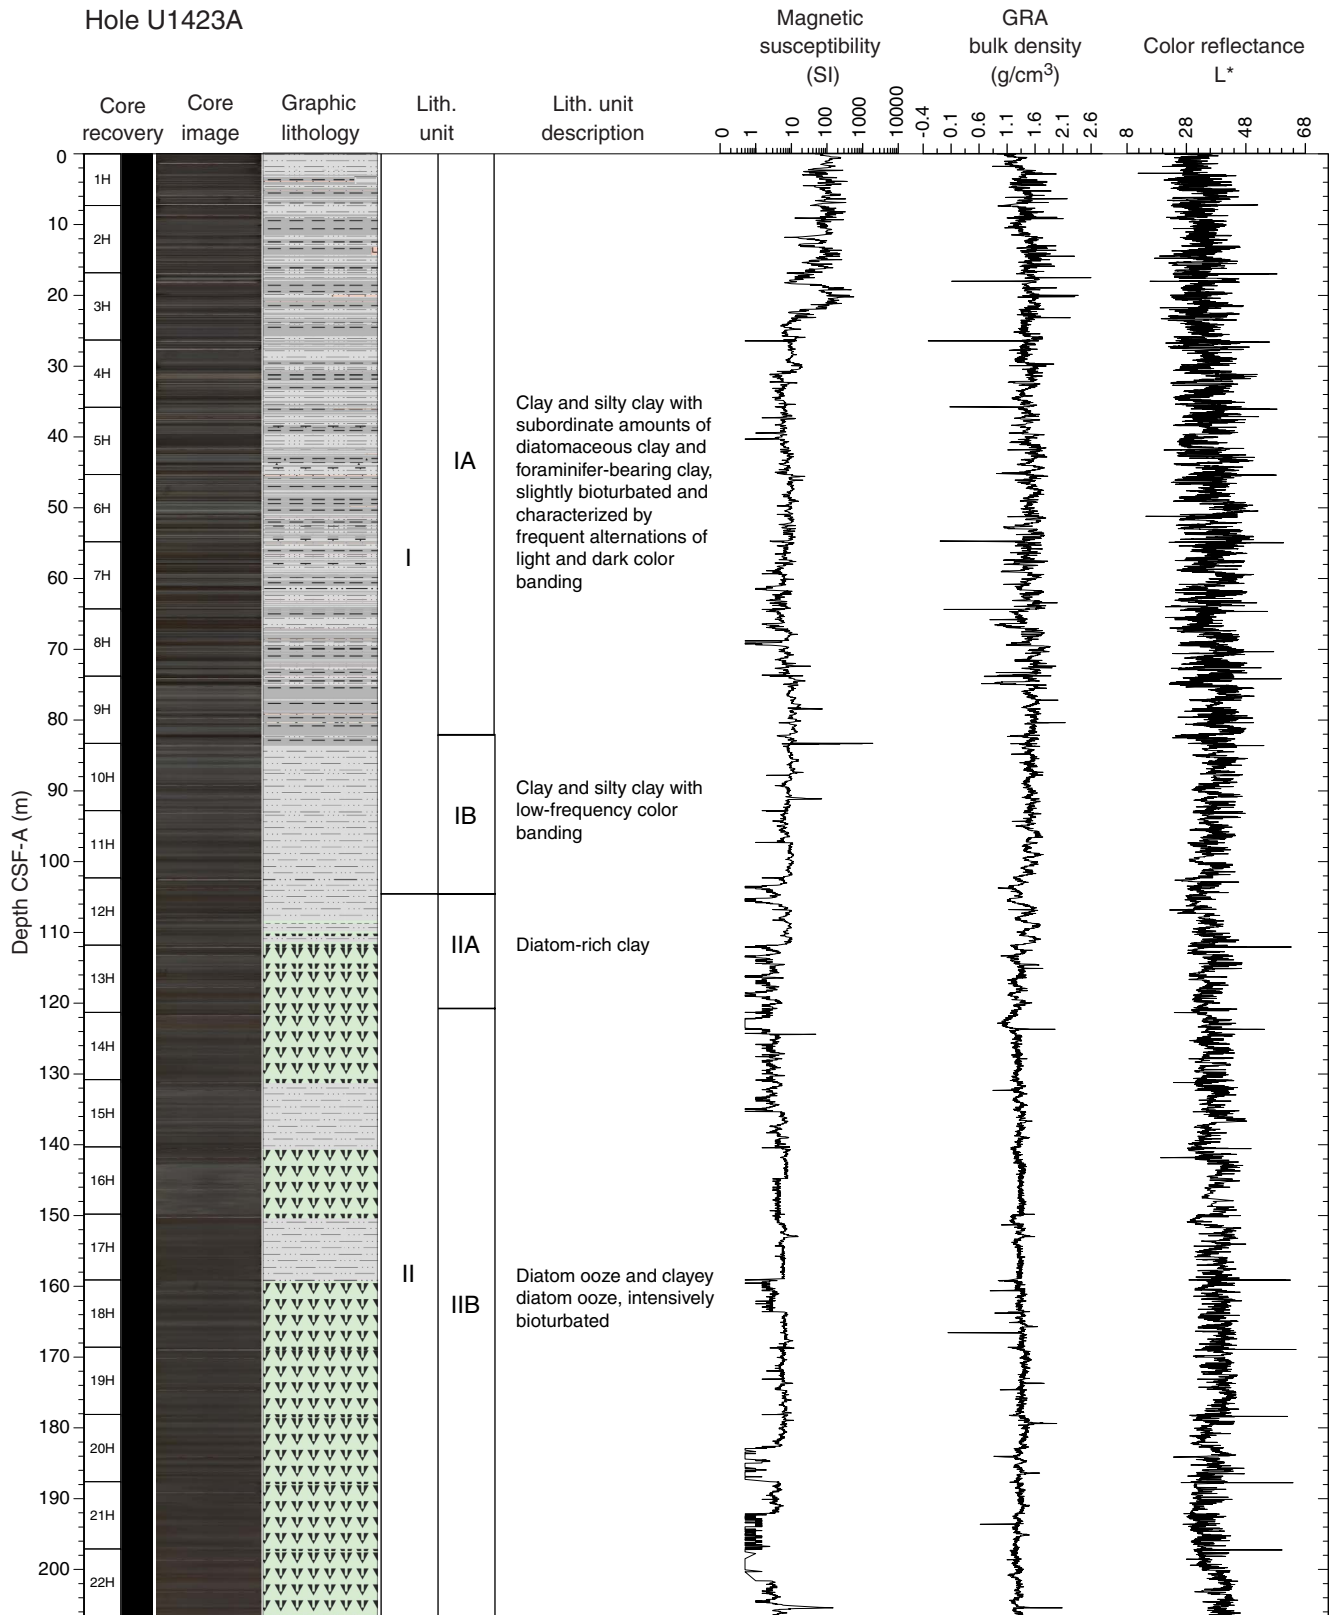 Hole U1423A
Core recovery
Core image
Graphic lithology
Lith. unit
Lith. unit description
Magnetic susceptibility (SI)
GRA bulk density (g/cm3)
Color reflectance L*
0 1 10 100 1000 10000
-0.4 0.1 0.6 1.1 1.6 2.1 2.6
8 28 48 68
Depth CSF-A (m)
0
10
20
30
40
50
60
70
80
90
100
110
120
130
140
150
160
170
180
190
200
1H
2H
3H
4H
5H
6H
7H
8H
9H
10H
11H
12H
13H
14H
15H
16H
17H
18H
19H
20H
21H
22H
I
IA
Clay and silty clay with
subordinate amounts of
diatomaceous clay and
foraminifer-bearing clay,
slightly bioturbated and
characterized by
frequent alternations of
light and dark color
banding
IB
Clay and silty clay with
low-frequency color
banding
II
IIA
Diatom-rich clay
IIB
Diatom ooze and clayey
diatom ooze, intensively
bioturbated